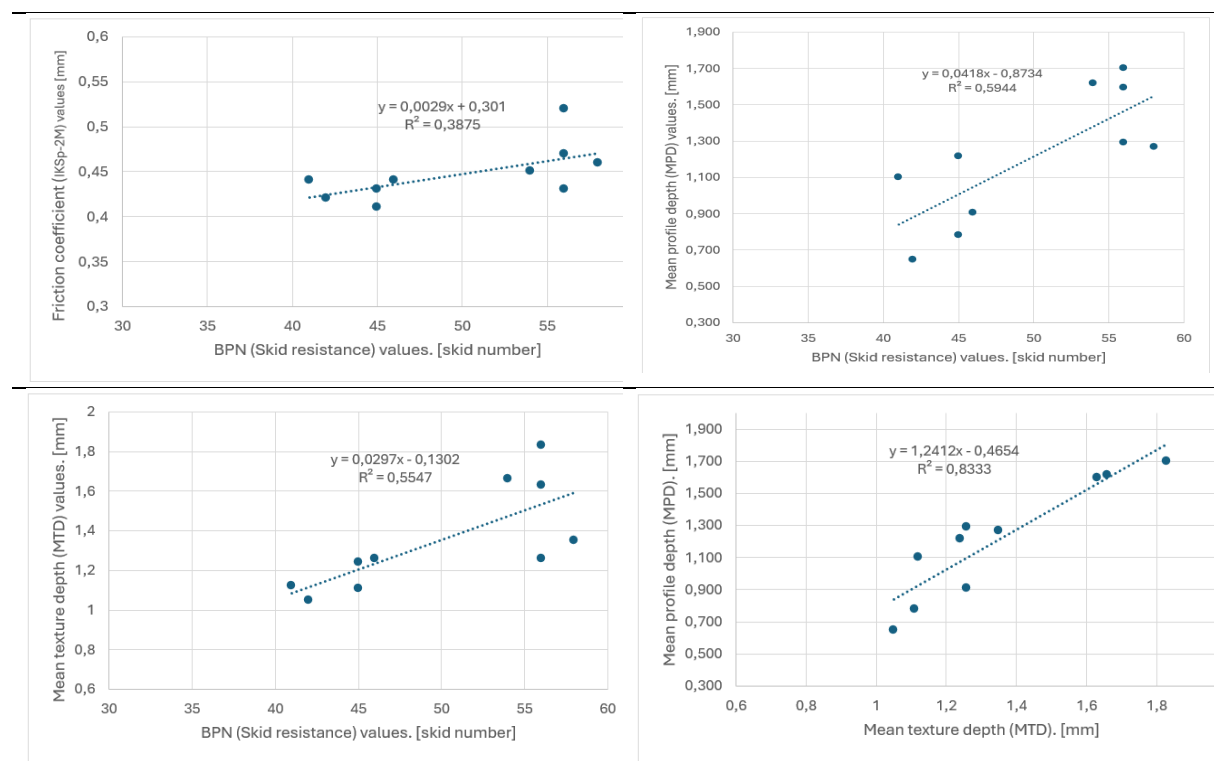 Friction coefficient (IKSp-2M) values [mm]
0,6
0,55
0,5
0,45
0,4
0,35
0,3
y = 0,0029x + 0,301
R² = 0,3875
30 35 40 45 50 55
BPN (Skid resistance) values. [skid number]
Mean profile depth (MPD) values. [mm]
1,900
1,700
1,500
1,300
1,100
0,900
0,700
0,500
0,300
y = 0,0418x - 0,8734
R² = 0,5944
30 35 40 45 50 55 60
BPN (Skid resistance) values. [skid number]
Mean texture depth (MTD) values. [mm]
2
1,8
1,6
1,4
1,2
1
0,8
0,6
y = 0,0297x - 0,1302
R² = 0,5547
30 35 40 45 50 55 60
BPN (Skid resistance) values. [skid number]
Mean profile depth (MPD). [mm]
1,900
1,700
1,500
1,300
1,100
0,900
0,700
0,500
0,300
y = 1,2412x - 0,4654
R² = 0,8333
0,6 0,8 1 1,2 1,4 1,6 1,8
Mean texture depth (MTD). [mm]